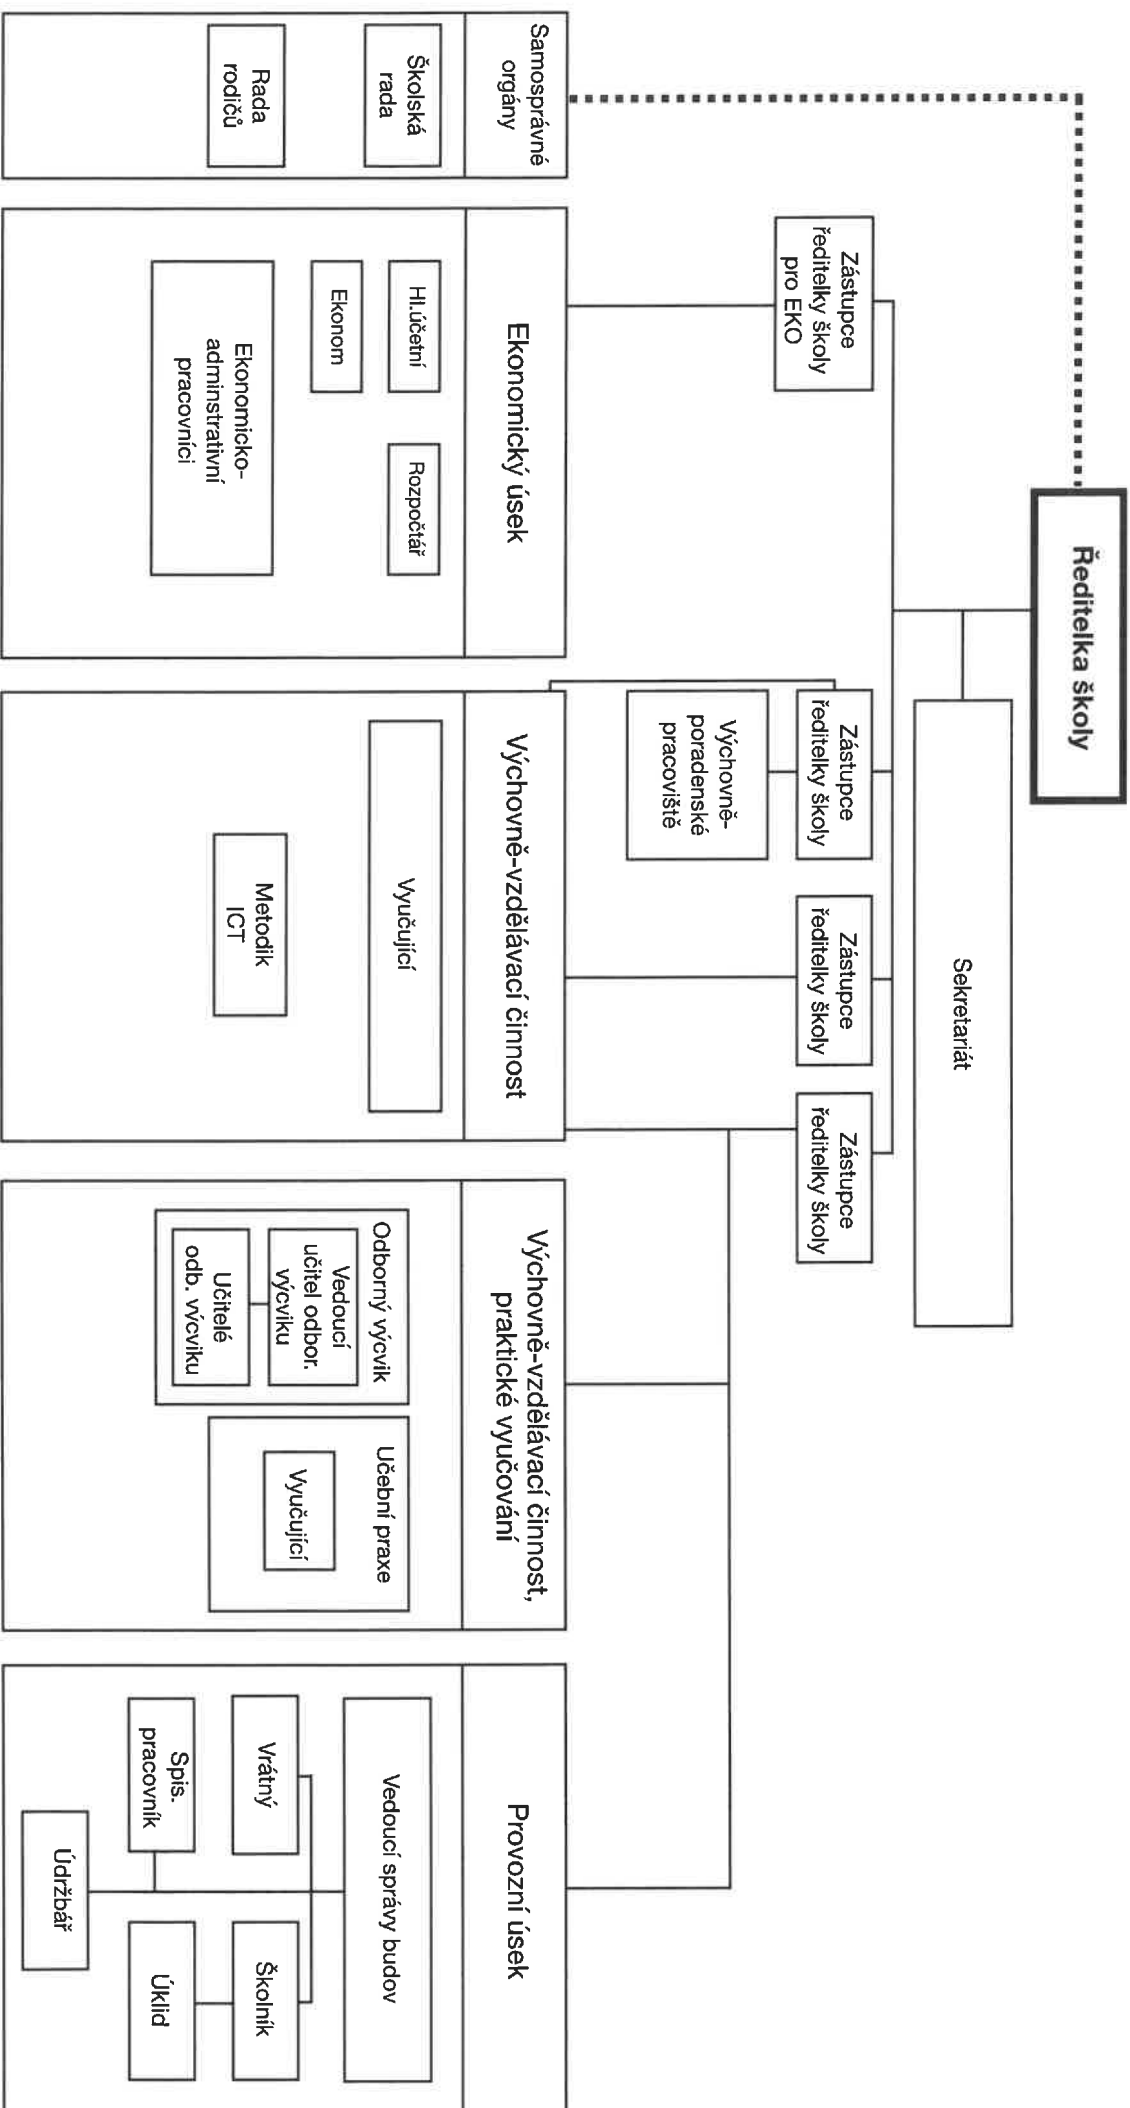 Ředitelka školy
Sekretariát
Zástupce
ředitelky školy
pro EKO
Zástupce
ředitelky školy
Zástupce
ředitelky školy
Zástupce
ředitelky školy
Výchovně-
poradenské
pracoviště
Samosprávné
orgány
Školská
rada
Rada
rodičů
Ekonomický úsek
Hl.účetní
Rozpočtář
Ekonom
Ekonomicko-
adminstrativní
pracovníci
Výchovně-vzdělávací činnost
Vyučující
Metodik
ICT
Výchovně-vzdělávací činnost,
praktické vyučování
Odborný výcvik
Vedoucí
učitel odbor.
výcviku
Učitelé
odb. výcviku
Učební praxe
Vyučující
Provozní úsek
Vedoucí správy budov
Vrátný
Školník
Spis.
pracovník
Úklid
Údržbář